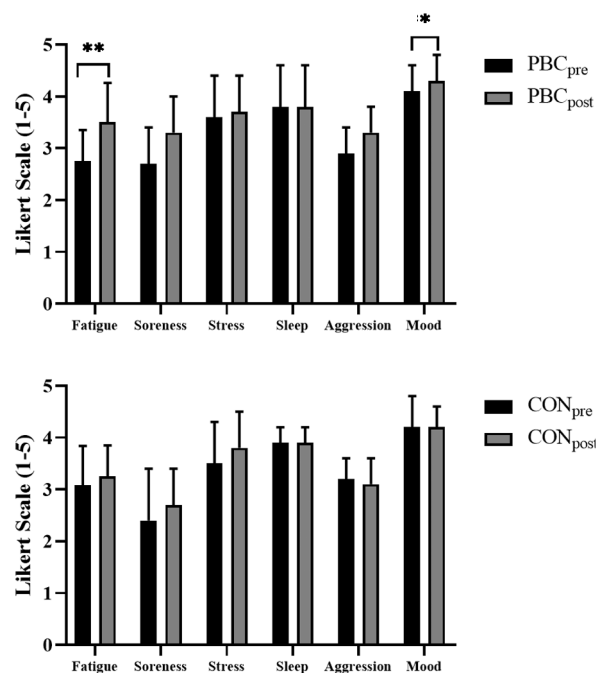 **
:*
PBCpre
PBCpost
Likert Scale (1-5)
5
4
3
2
1
0
Fatigue Soreness Stress Sleep Aggression Mood
CONpre
CONpost
Likert Scale (1-5)
5
4
3
2
1
0
Fatigue Soreness Stress Sleep Aggression Mood